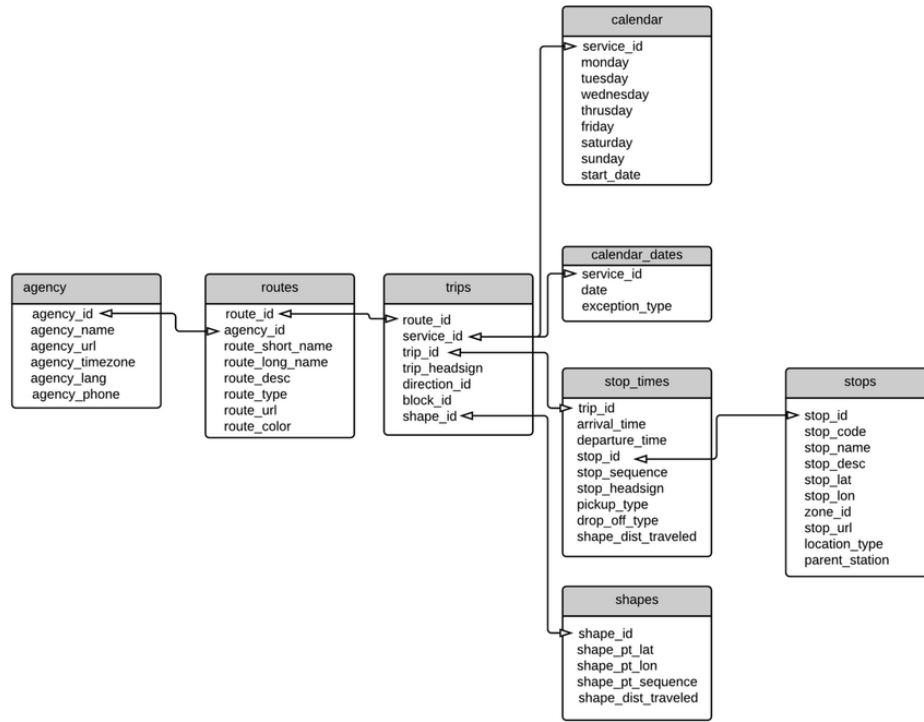 calendar
service_id
monday
tuesday
wednesday
thrusday
friday
saturday
sunday
start_date
calendar_dates
service_id
date
exception_type
agency
agency_id
agency_name
agency_url
agency_timezone
agency_lang
agency_phone
routes
route_id
agency_id
route_short_name
route_long_name
route_desc
route_type
route_url
route_color
trips
route_id
service_id
trip_id
trip_headsign
direction_id
block_id
shape_id
stop_times
trip_id
arrival_time
departure_time
stop_id
stop_sequence
stop_headsign
pickup_type
drop_off_type
shape_dist_traveled
stops
stop_id
stop_code
stop_name
stop_desc
stop_lat
stop_lon
zone_id
stop_url
location_type
parent_station
shapes
shape_id
shape_pt_lat
shape_pt_lon
shape_pt_sequence
shape_dist_traveled